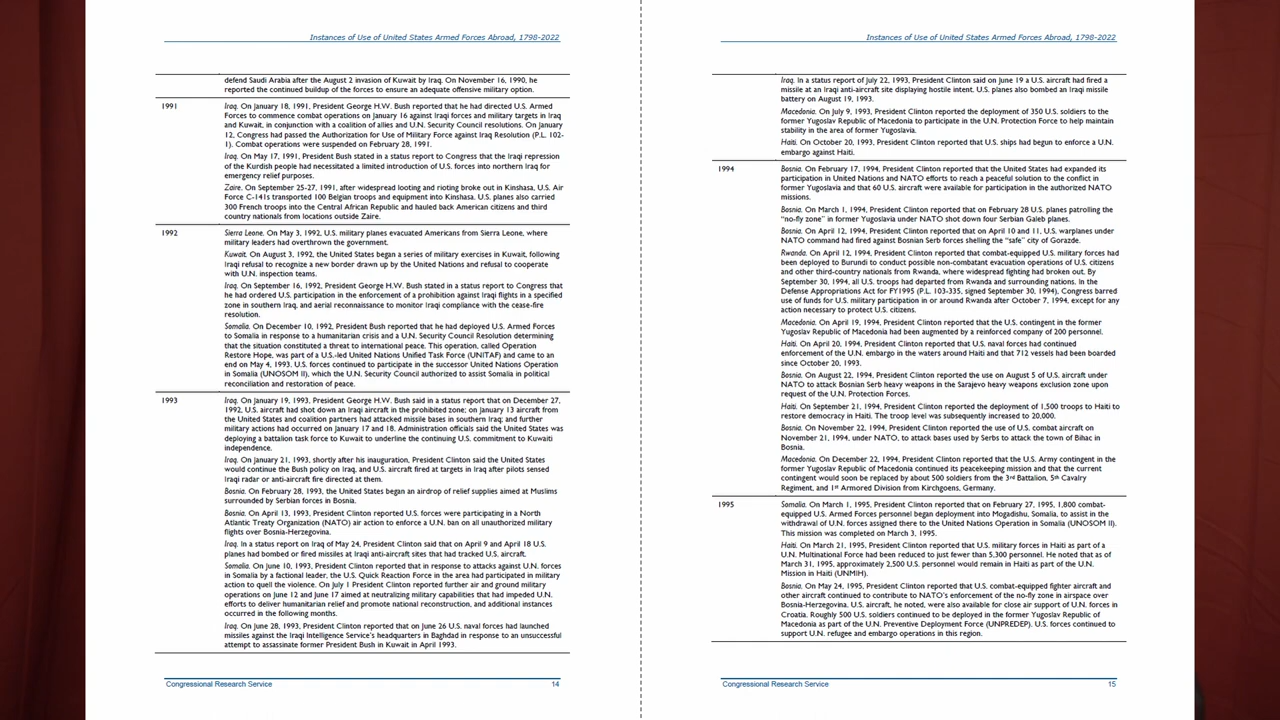 Instances of Use of United States Armed Forces Abroad, 1798-2022
defend Saudi Arabia after the August 2 invasion of Kuwait by Iraq. On November 16, 1990, he
reported the continued buildup of the forces to ensure an adequate offensive military option.
1991
Iraq. On January 18, 1991, President George H.W. Bush reported that he had directed U.S. Armed
Forces to commence combat operations on January 16 against Iraqi forces and military targets in Iraq
and Kuwait, in conjunction with a coalition of allies and U.N. Security Council resolutions. On January
12, Congress had passed the Authorization for Use of Military Force against Iraq Resolution (P.L. 102-
1). Combat operations were suspended on February 28, 1991.
Iraq. On May 17, 1991, President Bush stated in a status report to Congress that the Iraqi repression
of the Kurdish people had necessitated a limited introduction of U.S. forces into northern Iraq for
emergency relief purposes.
Zaire. On September 25-27, 1991, after widespread looting and rioting broke out in Kinshasa, U.S. Air
Force C-141s transported 100 Belgian troops and equipment into Kinshasa. U.S. planes also carried
300 French troops into the Central African Republic and hauled back American citizens and third
country nationals from locations outside Zaire.
1992
Sierra Leone. On May 3, 1992, U.S. military planes evacuated Americans from Sierra Leone, where
military leaders had overthrown the government.
Kuwait. On August 3, 1992, the United States began a series of military exercises in Kuwait, following
Iraqi refusal to recognize a new border drawn up by the United Nations and refusal to cooperate
with U.N. inspection teams.
Iraq. On September 16, 1992, President George H.W. Bush stated in a status report to Congress that
he had ordered U.S. participation in the enforcement of a prohibition against Iraqi flights in a specified
zone in southern Iraq, and aerial reconnaissance to monitor Iraqi compliance with the cease-fire
resolution.
Somalia. On December 10, 1992, President Bush reported that he had deployed U.S. Armed Forces
to Somalia in response to a humanitarian crisis and a U.N. Security Council Resolution determining
that the situation constituted a threat to international peace. This operation, called Operation
Restore Hope, was part of a U.S.-led United Nations Unified Task Force (UNITAF) and came to an
end on May 4, 1993. U.S. forces continued to participate in the successor United Nations Operation
in Somalia (UNOSOM II), which the U.N. Security Council authorized to assist Somalia in political
reconciliation and restoration of peace.
1993
Iraq. On January 19, 1993, President George H.W. Bush said in a status report that on December 27,
1992, U.S. aircraft had shot down an Iraqi aircraft in the prohibited zone; on January 13 aircraft from
the United States and coalition partners had attacked missile bases in southern Iraq; and further
military actions had occurred on January 17 and 18. Administration officials said the United States was
deploying a battalion task force to Kuwait to underline the continuing U.S. commitment to Kuwaiti
independence.
Iraq. On January 21, 1993, shortly after his inauguration, President Clinton said the United States
would continue the Bush policy on Iraq, and U.S. aircraft fired at targets in Iraq after pilots sensed
Iraqi radar or anti-aircraft fire directed at them.
Bosnia. On February 28, 1993, the United States began an airdrop of relief supplies aimed at Muslims
surrounded by Serbian forces in Bosnia.
Bosnia. On April 13, 1993, President Clinton reported U.S. forces were participating in a North
Atlantic Treaty Organization (NATO) air action to enforce a U.N. ban on all unauthorized military
flights over Bosnia-Herzegovina.
Iraq. In a status report on Iraq of May 24, President Clinton said that on April 9 and April 18 U.S.
planes had bombed or fired missiles at Iraqi anti-aircraft sites that had tracked U.S. aircraft.
Somalia. On June 10, 1993, President Clinton reported that in response to attacks against U.N. forces
in Somalia by a factional leader, the U.S. Quick Reaction Force in the area had participated in military
action to quell the violence. On July 1 President Clinton reported further air and ground military
operations on June 12 and June 17 aimed at neutralizing military capabilities that had impeded U.N.
efforts to deliver humanitarian relief and promote national reconstruction, and additional instances
occurred in the following months.
Iraq. On June 28, 1993, President Clinton reported that on June 26 U.S. naval forces had launched
missiles against the Iraqi Intelligence Service's headquarters in Baghdad in response to an unsuccessful
attempt to assassinate former President Bush in Kuwait in April 1993.
Congressional Research Service 14
Instances of Use of United States Armed Forces Abroad, 1798-2022
Iraq. In a status report of July 22, 1993, President Clinton said on June 19 a U.S. aircraft had fired a
missile at an Iraqi anti-aircraft site displaying hostile intent. U.S. planes also bombed an Iraqi missile
battery on August 19, 1993.
Macedonia. On July 9, 1993, President Clinton reported the deployment of 350 U.S. soldiers to the
former Yugoslav Republic of Macedonia to participate in the U.N. Protection Force to help maintain
stability in the area of former Yugoslavia.
Haiti. On October 20, 1993, President Clinton reported that U.S. ships had begun to enforce a U.N.
embargo against Haiti.
1994
Bosnia. On February 17, 1994, President Clinton reported that the United States had expanded its
participation in United Nations and NATO efforts to reach a peaceful solution to the conflict in
former Yugoslavia and that 60 U.S. aircraft were available for participation in the authorized NATO
missions.
Bosnia. On March 1, 1994, President Clinton reported that on February 28 U.S. planes patrolling the
“no-fly zone” in former Yugoslavia under NATO shot down four Serbian Galeb planes.
Bosnia. On April 12, 1994, President Clinton reported that on April 10 and 11, U.S. warplanes under
NATO command had fired against Bosnian Serb forces shelling the “safe” city of Gorazde.
Rwanda. On April 12, 1994, President Clinton reported that combat-equipped U.S. military forces had
been deployed to Burundi to conduct possible non-combatant evacuation operations of U.S. citizens
and other third-country nationals from Rwanda, where widespread fighting had broken out. By
September 30, 1994, all U.S. troops had departed from Rwanda and surrounding nations. In the
Defense Appropriations Act for FY1995 (P.L. 103-335, signed September 30, 1994), Congress barred
use of funds for U.S. military participation in or around Rwanda after October 7, 1994, except for any
action necessary to protect U.S. citizens.
Macedonia. On April 19, 1994, President Clinton reported that the U.S. contingent in the former
Yugoslav Republic of Macedonia had been augmented by a reinforced company of 200 personnel.
Haiti. On April 20, 1994, President Clinton reported that U.S. naval forces had continued
enforcement of the U.N. embargo in the waters around Haiti and that 712 vessels had been boarded
since October 20, 1993.
Bosnia. On August 22, 1994, President Clinton reported the use on August 5 of U.S. aircraft under
NATO to attack Bosnian Serb heavy weapons in the Sarajevo heavy weapons exclusion zone upon
request of the U.N. Protection Forces.
Haiti. On September 21, 1994, President Clinton reported the deployment of 1,500 troops to Haiti to
restore democracy in Haiti. The troop level was subsequently increased to 20,000.
Bosnia. On November 22, 1994, President Clinton reported the use of U.S. combat aircraft on
November 21, 1994, under NATO, to attack bases used by Serbs to attack the town of Bihac in
Bosnia.
Macedonia. On December 22, 1994, President Clinton reported that the U.S. Army contingent in the
former Yugoslav Republic of Macedonia continued its peacekeeping mission and that the current
contingent would soon be replaced by about 500 soldiers from the 3rd Battalion, 5th Cavalry
Regiment, and 1st Armored Division from Kirchgoens, Germany.
1995
Somalia. On March 1, 1995, President Clinton reported that on February 27, 1995, 1,800 combat-
equipped U.S. Armed Forces personnel began deployment into Mogadishu, Somalia, to assist in the
withdrawal of U.N. forces assigned there to the United Nations Operation in Somalia (UNOSOM II).
This mission was completed on March 3, 1995.
Haiti. On March 21, 1995, President Clinton reported that U.S. military forces in Haiti as part of a
U.N. Multinational Force had been reduced to just fewer than 5,300 personnel. He noted that as of
March 31, 1995, approximately 2,500 U.S. personnel would remain in Haiti as part of the U.N.
Mission in Haiti (UNMIH).
Bosnia. On May 24, 1995, President Clinton reported that U.S. combat-equipped fighter aircraft and
other aircraft continued to contribute to NATO's enforcement of the no-fly zone in airspace over
Bosnia-Herzegovina. U.S. aircraft, he noted, were also available for close air support of U.N. forces in
Croatia. Roughly 500 U.S. soldiers continued to be deployed in the former Yugoslav Republic of
Macedonia as part of the U.N. Preventive Deployment Force (UNPREDEP). U.S. forces continued to
support U.N. refugee and embargo operations in this region.
Congressional Research Service 15